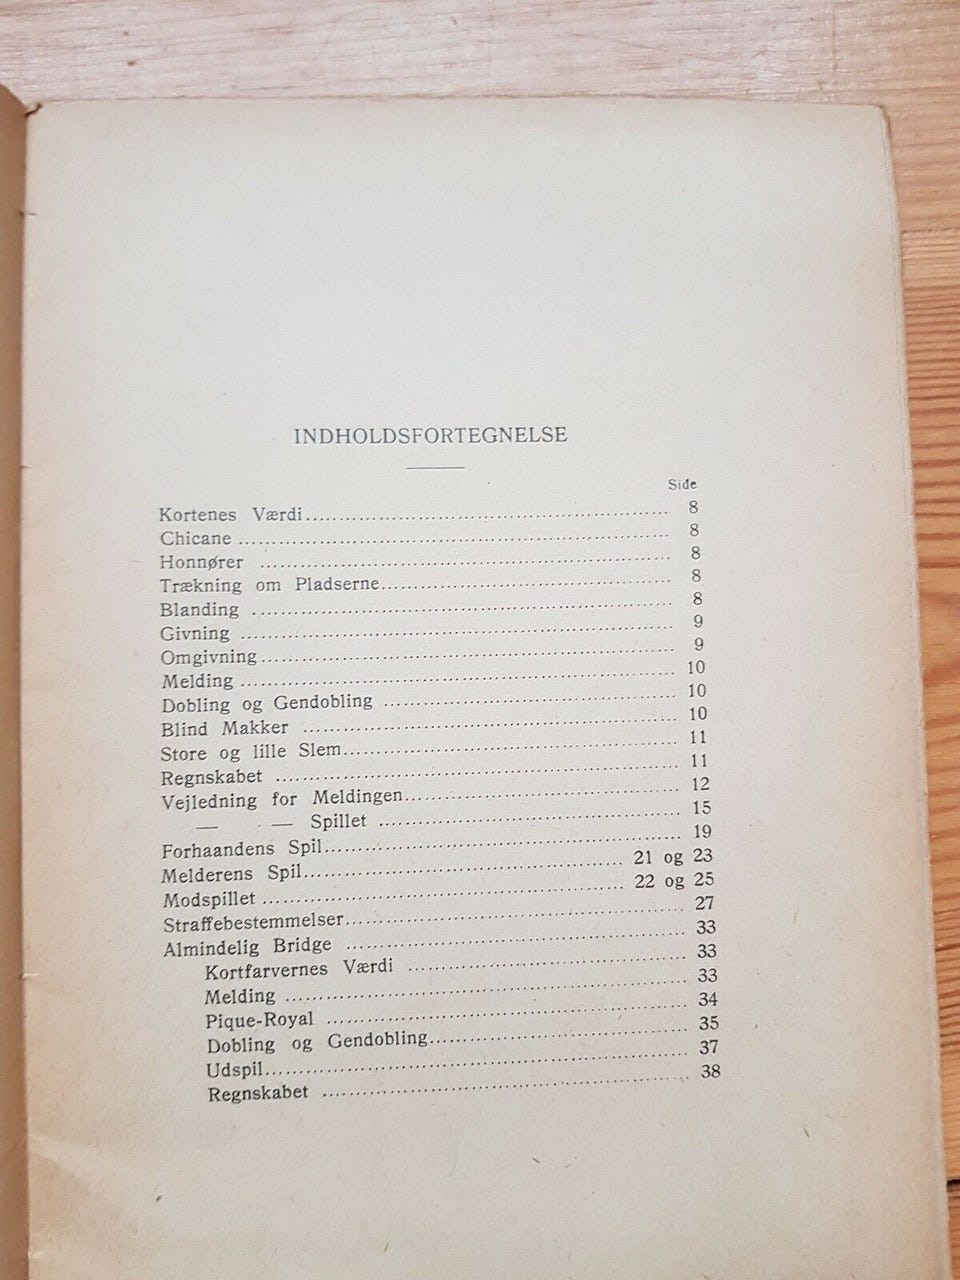 INDHOLDSFORTEGNELSE
Side
Kortenes Værdi ........ 8
Chicane ........ 8
Honnører ........ 8
Trækning om Pladserne ........ 8
Blanding ........ 8
Givning ........ 9
Omgivning ........ 9
Melding ........ 10
Dobling og Gendobling ........ 10
Blind Makker ........ 10
Store og lille Slem ........ 11
Regnskabet ........ 11
Vejledning for Meldingen ........ 12
— — Spillet ........ 15
Forhaandens Spil ........ 19
Melderens Spil ........ 21 og 23
Modspillet ........ 22 og 25
Straffebestemmelser ........ 27
Almindelig Bridge ........ 33
Kortfarvernes Værdi ........ 33
Melding ........ 33
Pique-Royal ........ 34
Dobling og Gendobling ........ 35
Udspil ........ 37
Regnskabet ........ 38